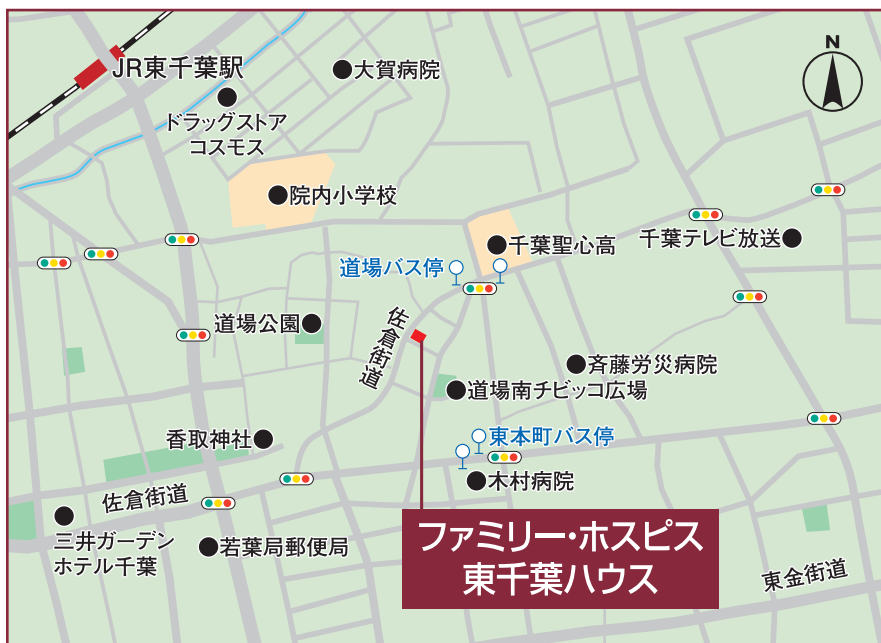 N
JR東千葉駅
大賀病院
ドラッグストア
コスモス
院内小学校
千葉聖心高
千葉テレビ放送
道場バス停
道場公園
佐倉街道
斉藤労災病院
道場南チビッコ広場
香取神社
東本町バス停
木村病院
佐倉街道
三井ガーデン
ホテル千葉
若葉局郵便局
ファミリー・ホスピス
東千葉ハウス
東金街道